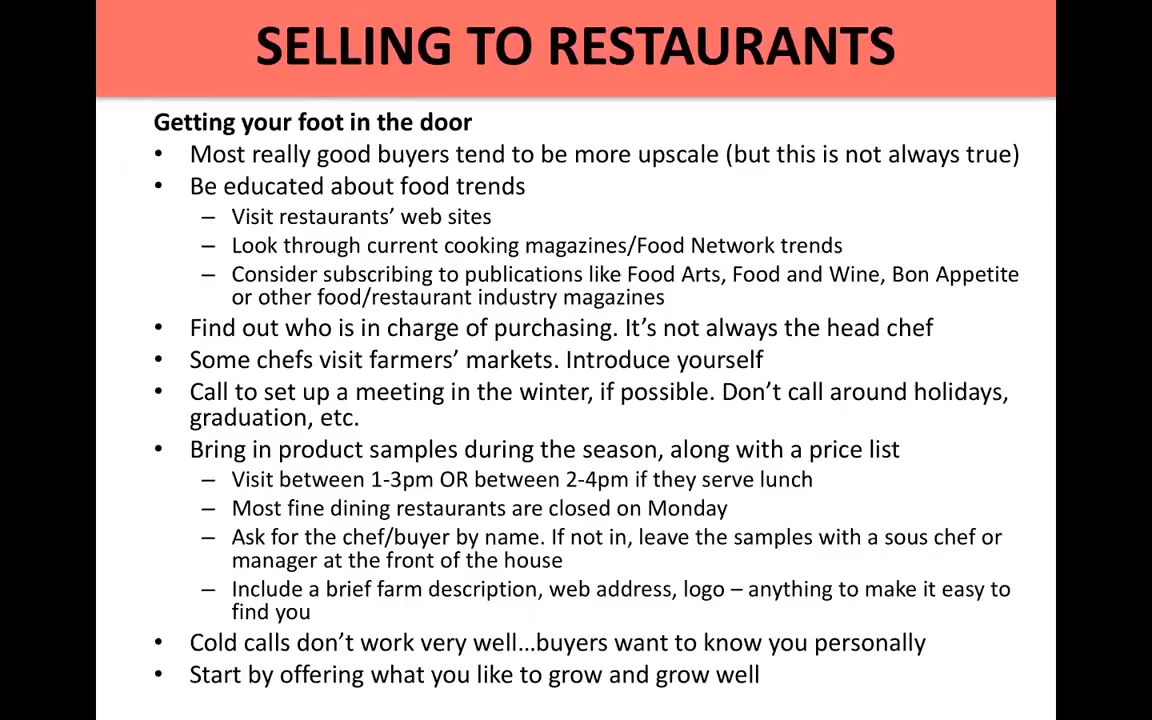 SELLING TO RESTAURANTS
Getting your foot in the door
• Most really good buyers tend to be more upscale (but this is not always true)
• Be educated about food trends
– Visit restaurants’ web sites
– Look through current cooking magazines/Food Network trends
– Consider subscribing to publications like Food Arts, Food and Wine, Bon Appetite
or other food/restaurant industry magazines
• Find out who is in charge of purchasing. It’s not always the head chef
• Some chefs visit farmers’ markets. Introduce yourself
• Call to set up a meeting in the winter, if possible. Don’t call around holidays,
graduation, etc.
• Bring in product samples during the season, along with a price list
– Visit between 1-3pm OR between 2-4pm if they serve lunch
– Most fine dining restaurants are closed on Monday
– Ask for the chef/buyer by name. If not in, leave the samples with a sous chef or
manager at the front of the house
– Include a brief farm description, web address, logo – anything to make it easy to
find you
• Cold calls don’t work very well…buyers want to know you personally
• Start by offering what you like to grow and grow well